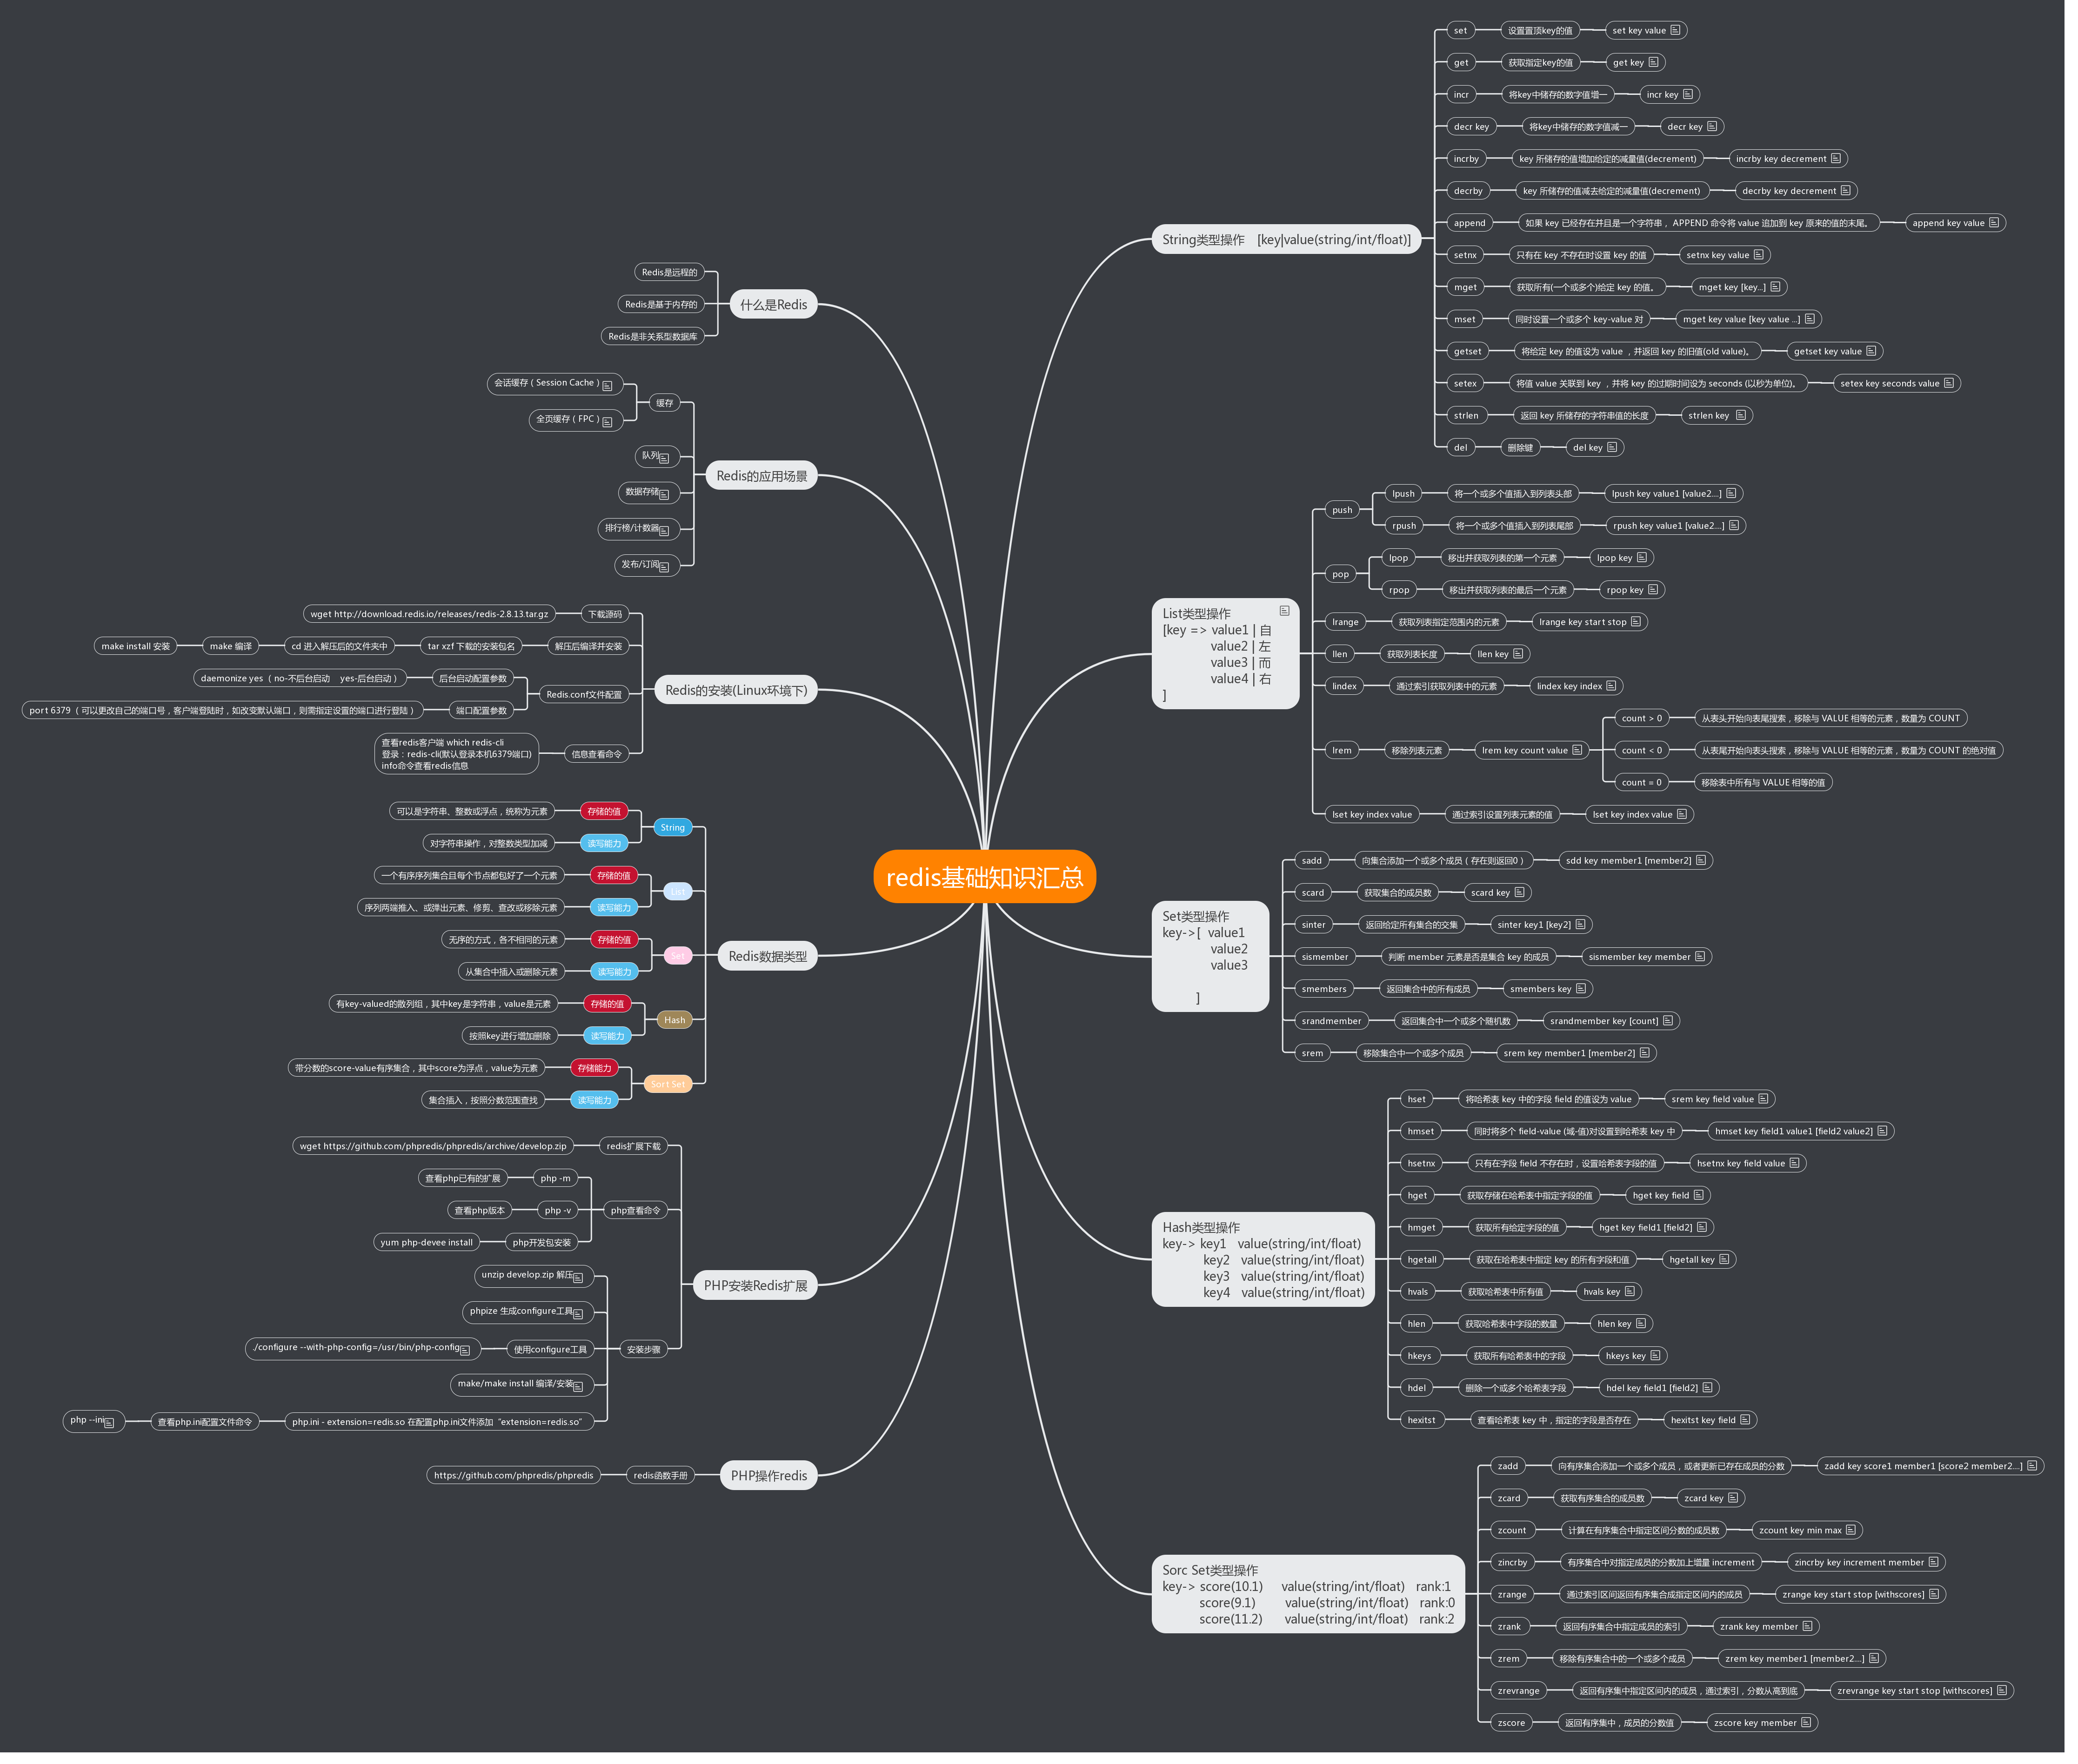 redis基础知识汇总
什么是Redis
Redis是远程的
Redis是基于内存的
Redis是非关系型数据库
Redis的应用场景
缓存
会话缓存（Session Cache）
全页缓存（FPC）
队列
数据存储
排行榜/计数器
发布/订阅
Redis的安装(Linux环境下)
下载源码
wget http://download.redis.io/releases/redis-2.8.13.tar.gz
解压后编译并安装
tar xzf 下载的安装包名
cd 进入解压后的文件夹中
make 编译
make install 安装
Redis.conf文件配置
后台启动配置参数
daemonize yes（ no-不后台启动 yes-后台启动）
端口配置参数
port 6379（ 可以更改自己的端口号，客户端登陆时，如改变默认端口，则需指定设置的端口进行登陆）
信息查看命令
查看redis客户端 which redis-cli
登录：redis-cli(默认登录本机6379端口)
info命令查看redis信息
Redis数据类型
String
存储的值
可以是字符串、整数或浮点，统称为元素
读写能力
对字符串操作，对整数类型加减
List
存储的值
一个有序序列集合且每个节点都包好了一个元素
读写能力
序列两端推入、或弹出元素、修剪、查改或移除元素
Set
存储的值
无序的方式，各不相同的元素
读写能力
从集合中插入或删除元素
Hash
存储的值
有key-valued的散列组，其中key是字符串，value是元素
读写能力
按照key进行增加删除
Sort Set
存储能力
带分数的score-value有序集合，其中score为浮点，value为元素
读写能力
集合插入，按照分数范围查找
PHP安装Redis扩展
redis扩展下载
wget https://github.com/phpredis/phpredis/archive/develop.zip
php查看命令
php -m
查看php已有的扩展
php -v
查看php版本
php开发包安装
yum php-devee install
安装步骤
unzip develop.zip 解压
phpize 生成configure工具
使用configure工具
./configure --with-php-config=/usr/bin/php-config
make/make install 编译/安装
php.ini - extension=redis.so 在配置php.ini文件添加“extension=redis.so”
查看php.ini配置文件命令
php --ini
PHP操作redis
redis函数手册
https://github.com/phpredis/phpredis
String类型操作 [key|value(string/int/float)]
set
设置置顶key的值
set key value
get
获取指定key的值
get key
incr
将key中储存的数字值增一
incr key
decr key
将key中储存的数字值减一
decr key
incrby
key 所储存的值增加给定的减量值(decrement)
incrby key decrement
decrby
key 所储存的值减去给定的减量值(decrement)
decrby key decrement
append
如果 key 已经存在并且是一个字符串， APPEND 命令将 value 追加到 key 原来的值的末尾。
append key value
setnx
只有在 key 不存在时设置 key 的值
setnx key value
mget
获取所有(一个或多个)给定 key 的值。
mget key [key...]
mset
同时设置一个或多个 key-value 对
mget key value [key value ...]
getset
将给定 key 的值设为 value ，并返回 key 的旧值(old value)。
getset key value
setex
将值 value 关联到 key ，并将 key 的过期时间设为 seconds (以秒为单位)。
setex key seconds value
strlen
返回 key 所储存的字符串值的长度
strlen key
del
删除键
del key
List类型操作
[key => value1 | 自
value2 | 左
value3 | 而
value4 | 右
]
push
lpush
将一个或多个值插入到列表头部
lpush key value1 [value2...]
rpush
将一个或多个值插入到列表尾部
rpush key value1 [value2...]
pop
lpop
移出并获取列表的第一个元素
lpop key
rpop
移出并获取列表的最后一个元素
rpop key
lrange
获取列表指定范围内的元素
lrange key start stop
llen
获取列表长度
llen key
lindex
通过索引获取列表中的元素
lindex key index
lrem
移除列表元素
lrem key count value
count > 0
从表头开始向表尾搜索，移除与 VALUE 相等的元素，数量为 COUNT
count < 0
从表尾开始向表头搜索，移除与 VALUE 相等的元素，数量为 COUNT 的绝对值
count = 0
移除表中所有与 VALUE 相等的值
lset key index value
通过索引设置列表元素的值
lset key index value
Set类型操作
key->[ value1
value2
value3
]
sadd
向集合添加一个或多个成员（存在则返回0）
sdd key member1 [member2]
scard
获取集合的成员数
scard key
sinter
返回给定所有集合的交集
sinter key1 [key2]
sismember
判断 member 元素是否是集合 key 的成员
sismember key member
smembers
返回集合中的所有成员
smembers key
srandmember
返回集合中一个或多个随机数
srandmember key [count]
srem
移除集合中一个或多个成员
srem key member1 [member2]
Hash类型操作
key-> key1 value(string/int/float)
key2 value(string/int/float)
key3 value(string/int/float)
key4 value(string/int/float)
hset
将哈希表 key 中的字段 field 的值设为 value
srem key field value
hmset
同时将多个 field-value (域-值)对设置到哈希表 key 中
hmset key field1 value1 [field2 value2]
hsetnx
只有在字段 field 不存在时，设置哈希表字段的值
hsetnx key field value
hget
获取存储在哈希表中指定字段的值
hget key field
hmget
获取所有给定字段的值
hget key field1 [field2]
hgetall
获取在哈希表中指定 key 的所有字段和值
hgetall key
hvals
获取哈希表中所有值
hvals key
hlen
获取哈希表中字段的数量
hlen key
hkeys
获取所有哈希表中的字段
hkeys key
hdel
删除一个或多个哈希表字段
hdel key field1 [field2]
hexitst
查看哈希表 key 中，指定的字段是否存在
hexitst key field
Sorc Set类型操作
key-> score(10.1) value(string/int/float) rank:1
score(9.1) value(string/int/float) rank:0
score(11.2) value(string/int/float) rank:2
zadd
向有序集合添加一个或多个成员，或者更新已存在成员的分数
zadd key score1 member1 [score2 member2...]
zcard
获取有序集合的成员数
zcard key
zcount
计算在有序集合中指定区间分数的成员数
zcount key min max
zincrby
有序集合中对指定成员的分数加上增量 increment
zincrby key increment member
zrange
通过索引区间返回有序集合成指定区间内的成员
zrange key start stop [withscores]
zrank
返回有序集合中指定成员的索引
zrank key member
zrem
移除有序集合中的一个或多个成员
zrem key member1 [member2...]
zrevrange
返回有序集中指定区间内的成员，通过索引，分数从高到底
zrevrange key start stop [withscores]
zscore
返回有序集中，成员的分数值
zscore key member